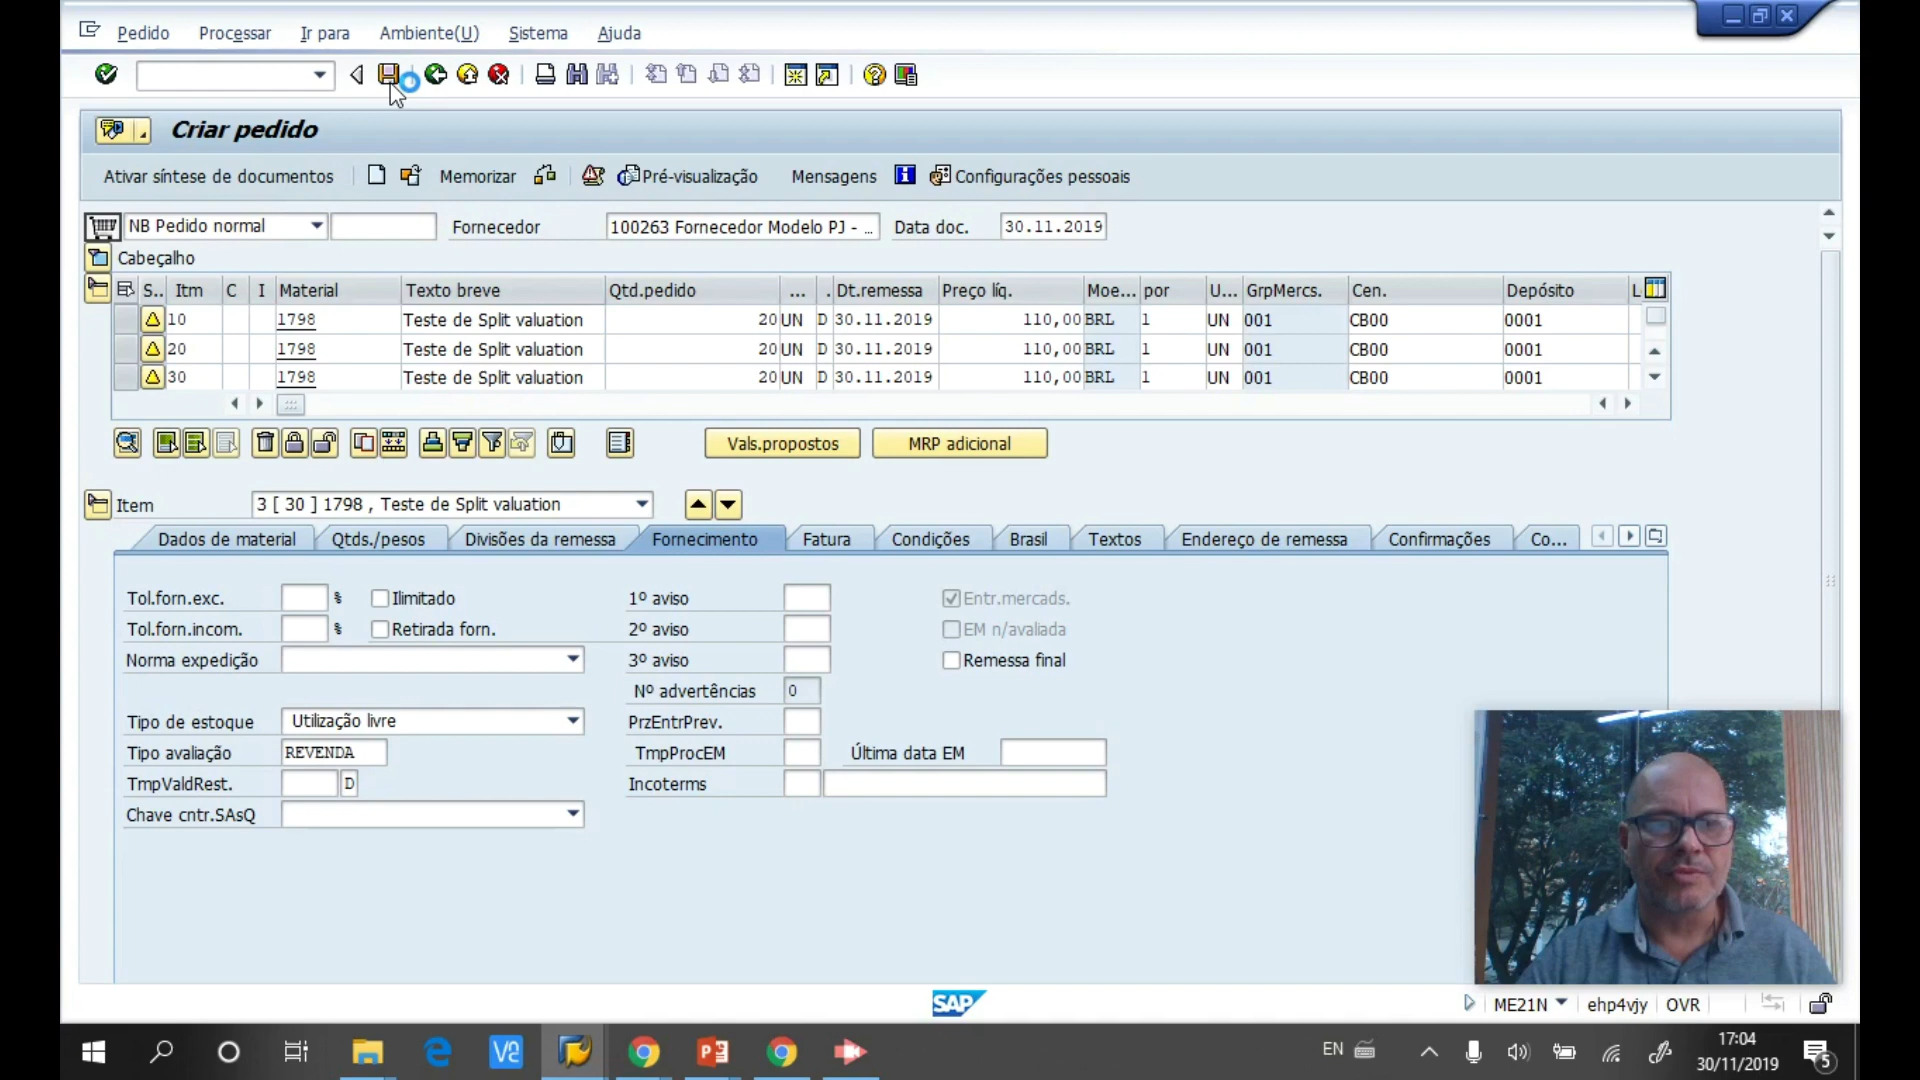 Pedido Processar Ir para Ambiente(U) Sistema Ajuda
Criar pedido
Ativar síntese de documentos Memorizar Pré-visualização Mensagens Configurações pessoais
NB Pedido normal Fornecedor 100263 Fornecedor Modelo PJ - ... Data doc. 30.11.2019
Cabeçalho
S.. Itm C I Material Texto breve Qtd.pedido ... . Dt.remessa Preço líq. Moe... por U... GrpMercs. Cen. Depósito L
10 1798 Teste de Split valuation 20 UN D 30.11.2019 110,00 BRL 1 UN 001 CB00 0001
20 1798 Teste de Split valuation 20 UN D 30.11.2019 110,00 BRL 1 UN 001 CB00 0001
30 1798 Teste de Split valuation 20 UN D 30.11.2019 110,00 BRL 1 UN 001 CB00 0001
Vals.propostos MRP adicional
Item 3 [ 30 ] 1798 , Teste de Split valuation
Dados de material Qtds./pesos Divisões da remessa Fornecimento Fatura Condições Brasil Textos Endereço de remessa Confirmações Co...
Tol.forn.exc. % Ilimitado 1º aviso Entr.mercads.
Tol.forn.incom. % Retirada forn. 2º aviso EM n/avaliada
Norma expedição 3º aviso Remessa final
Nº advertências 0
Tipo de estoque Utilização livre PrzEntrPrev.
Tipo avaliação REVENDA TmpProcEM Última data EM
TmpValdRest. D Incoterms
Chave cntr.SAsQ
SAP ME21N ehp4vjy OVR
EN 17:04
30/11/2019 5